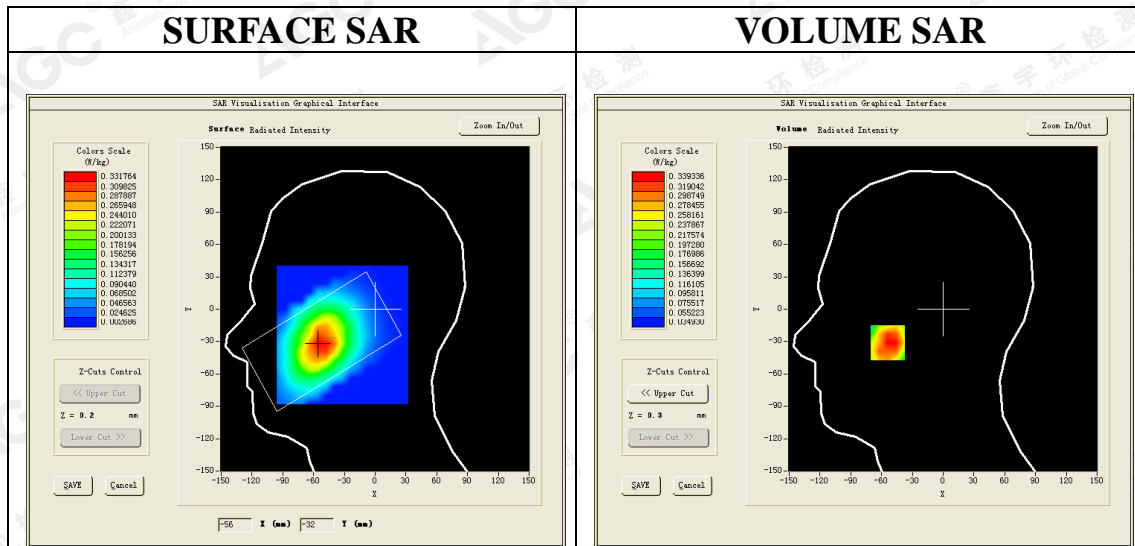 SURFACE SAR
VOLUME SAR
SAR Visualisation Graphical Interface
Surface Radiated Intensity
Zoom In/Out
Colors Scale
(W/kg)
0.331764
0.309825
0.287887
0.265948
0.244010
0.222071
0.200133
0.178194
0.156256
0.134317
0.112379
0.090440
0.068502
0.046563
0.024625
0.002686
150
120
90
60
30
0
-30
-60
-90
-120
-150
Y
-150 -120 -90 -60 -30 0 30 60 90 120 150
X
Z-Cuts Control
<< Upper Cut
Z = 0.2 mm
Lower Cut >>
SAVE
Cancel
-56 X (mm) -32 Y (mm)
SAR Visualisation Graphical Interface
Volume Radiated Intensity
Zoom In/Out
Colors Scale
(W/kg)
0.339336
0.319042
0.298749
0.278455
0.258161
0.237867
0.217574
0.197280
0.176986
0.156692
0.136399
0.116105
0.095811
0.075517
0.055223
0.034930
150
120
90
60
30
0
-30
-60
-90
-120
-150
Y
-150 -120 -90 -60 -30 0 30 60 90 120 150
X
Z-Cuts Control
<< Upper Cut
Z = 0.3 mm
Lower Cut >>
SAVE
Cancel